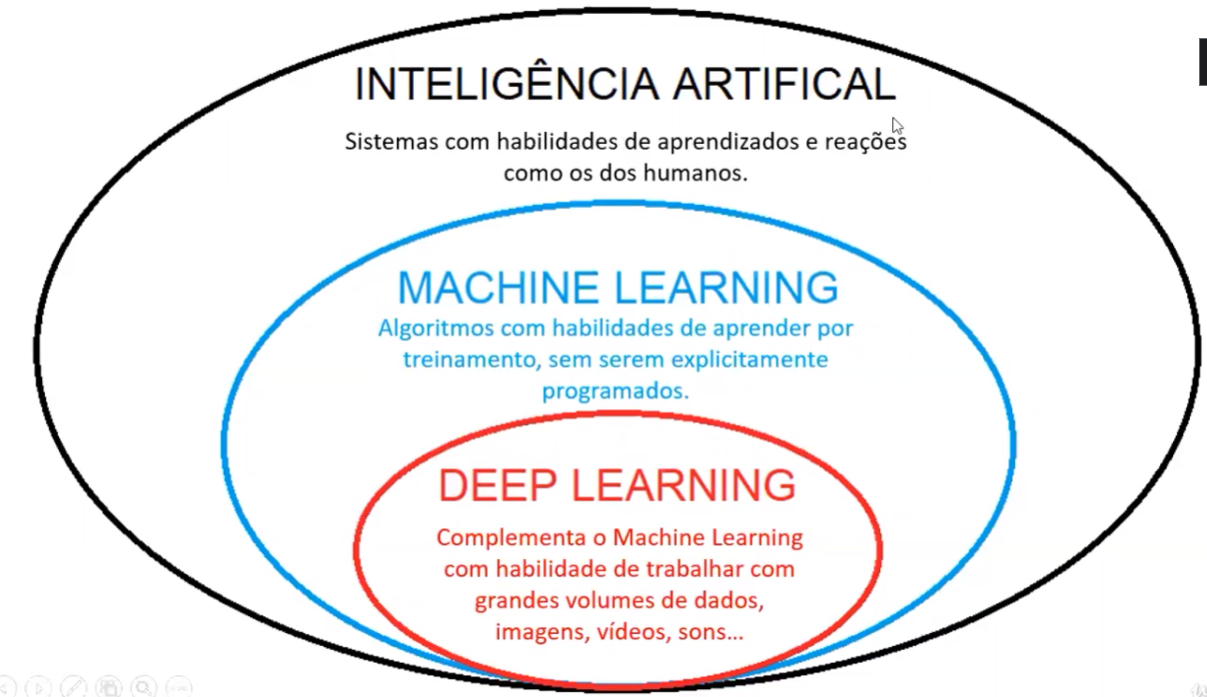 INTELIGÊNCIA ARTIFICAL
Sistemas com habilidades de aprendizados e reações
como os dos humanos.
MACHINE LEARNING
Algoritmos com habilidades de aprender por
treinamento, sem serem explicitamente
programados.
DEEP LEARNING
Complementa o Machine Learning
com habilidade de trabalhar com
grandes volumes de dados,
imagens, vídeos, sons...